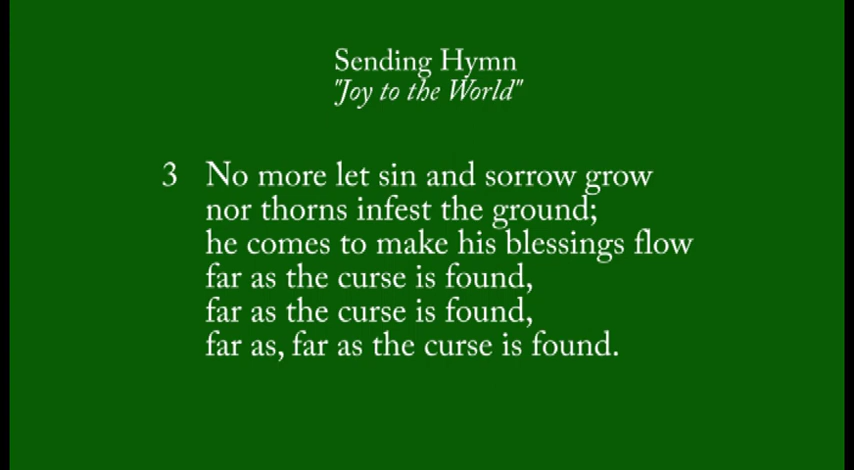 Sending Hymn
"Joy to the World"
3 No more let sin and sorrow grow
nor thorns infest the ground;
he comes to make his blessings flow
far as the curse is found,
far as the curse is found,
far as, far as the curse is found.